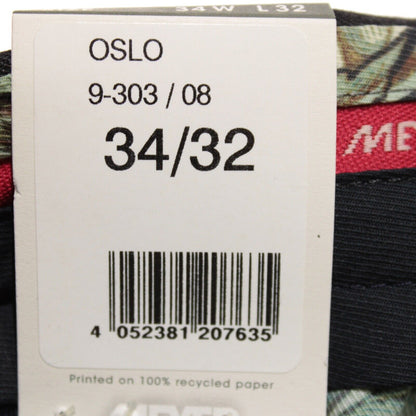 34W L32
OSLO
9-303 / 08
34/32
4 052381 207635
Printed on 100% recycled paper